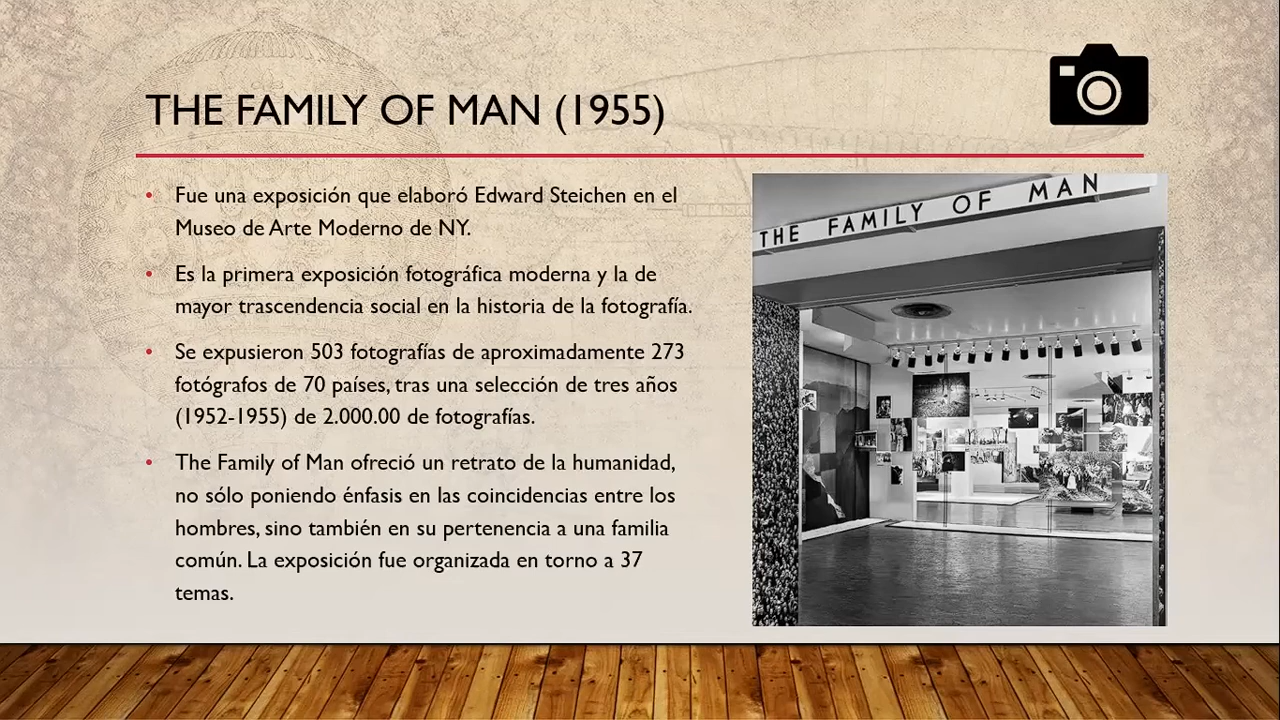 THE FAMILY OF MAN (1955)
• Fue una exposición que elaboró Edward Steichen en el
Museo de Arte Moderno de NY.
• Es la primera exposición fotográfica moderna y la de
mayor trascendencia social en la historia de la fotografía.
• Se expusieron 503 fotografías de aproximadamente 273
fotógrafos de 70 países, tras una selección de tres años
(1952-1955) de 2.000.00 de fotografías.
• The Family of Man ofreció un retrato de la humanidad,
no sólo poniendo énfasis en las coincidencias entre los
hombres, sino también en su pertenencia a una familia
común. La exposición fue organizada en torno a 37
temas.
THE FAMILY OF MAN